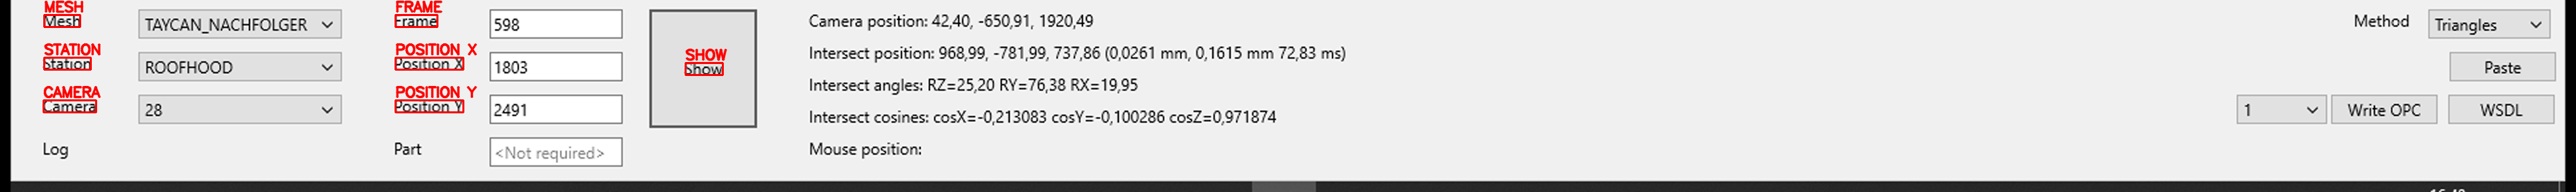 MESH
Mesh
TAYCAN_NACHFOLGER
FRAME
Frame
598
Camera position: 42,40, -650,91, 1920,49
Method
Triangles
STATION
Station
ROOFHOOD
POSITION X
Position X
1803
SHOW
Show
Intersect position: 968,99, -781,99, 737,86 (0,0261 mm, 0,1615 mm 72,83 ms)
Paste
Intersect angles: RZ=25,20 RY=76,38 RX=19,95
CAMERA
Camera
28
POSITION Y
Position Y
2491
Intersect cosines: cosX=-0,213083 cosY=-0,100286 cosZ=0,971874
1
Write OPC
WSDL
Log
Part
<Not required>
Mouse position: